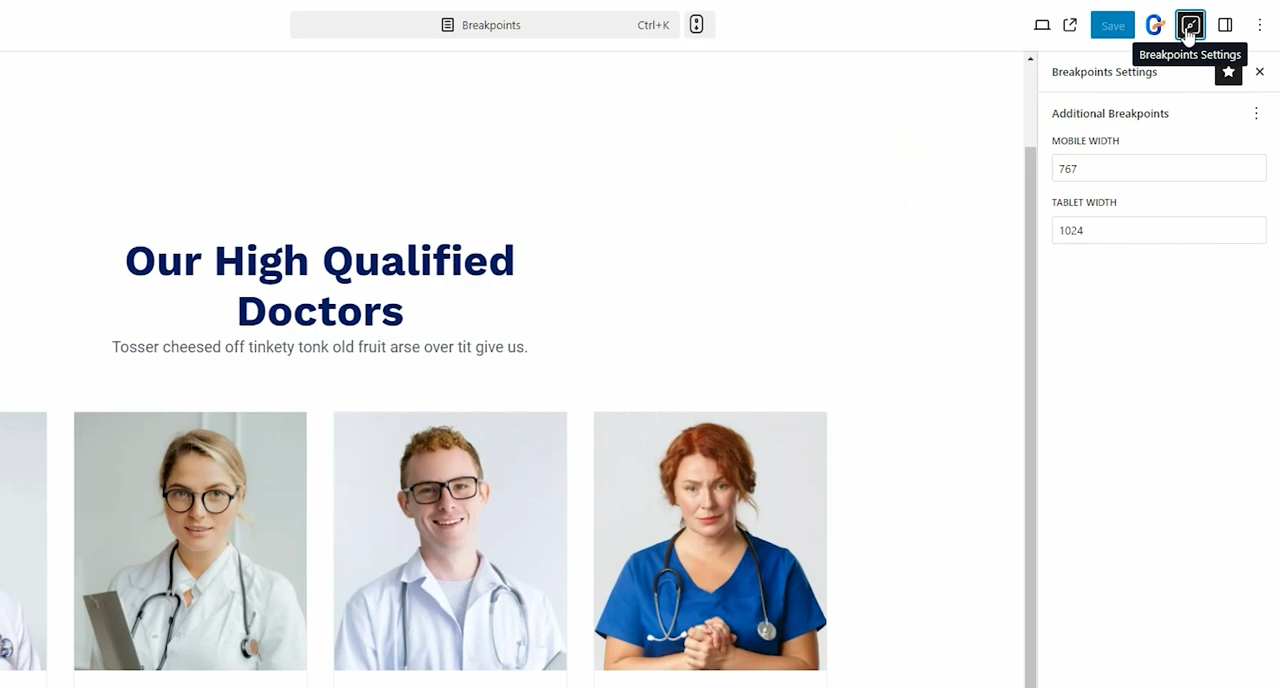 Breakpoints
Ctrl+K
Save
Breakpoints Settings
Breakpoints Settings
Additional Breakpoints
MOBILE WIDTH
767
TABLET WIDTH
1024
Our High Qualified
Doctors
Tosser cheesed off tinkety tonk old fruit arse over tit give us.